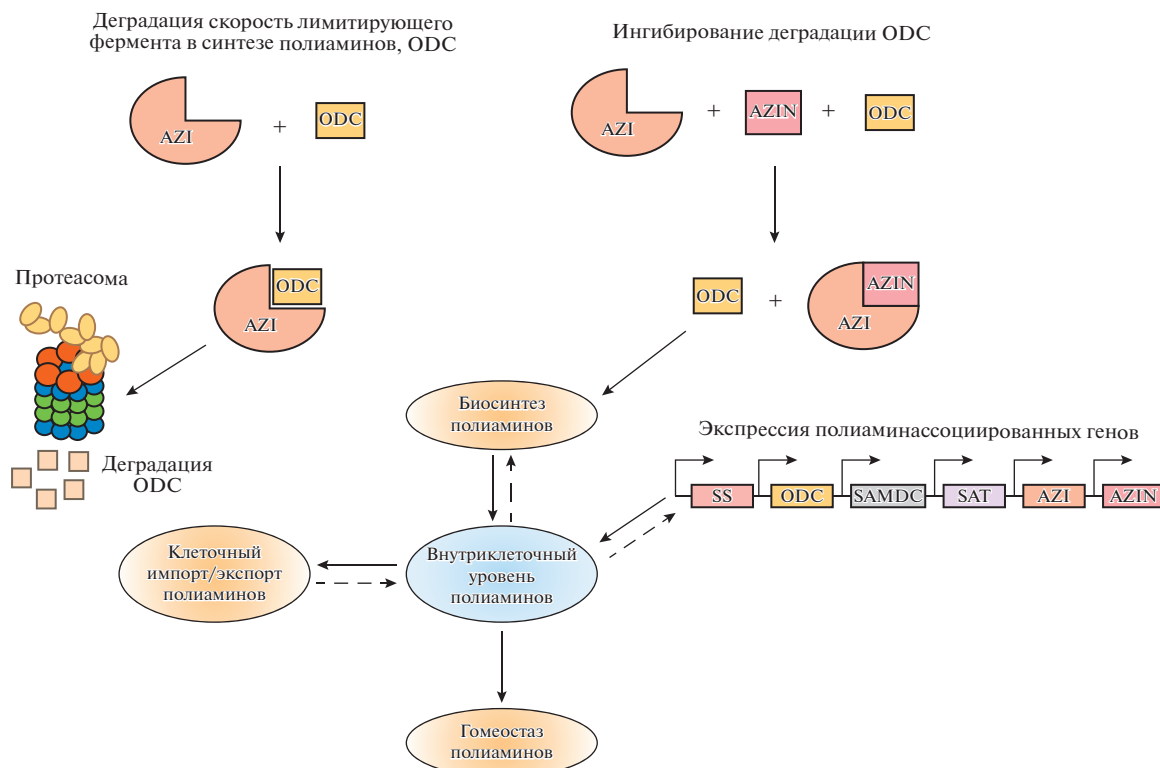 Деградация скорость лимитирующего
фермента в синтезе полиаминов, ODC
Ингибирование деградации ODC
AZI
+
ODC
AZI
+
AZIN
+
ODC
Протеасома
ODC
AZI
ODC
+
AZIN
AZI
Биосинтез
полиаминов
Деградация
ODC
Экспрессия полиаминассоциированных генов
SS
ODC
SAMDC
SAT
AZI
AZIN
Клеточный
импорт/экспорт
полиаминов
Внутриклеточный
уровень
полиаминов
Гомеостаз
полиаминов